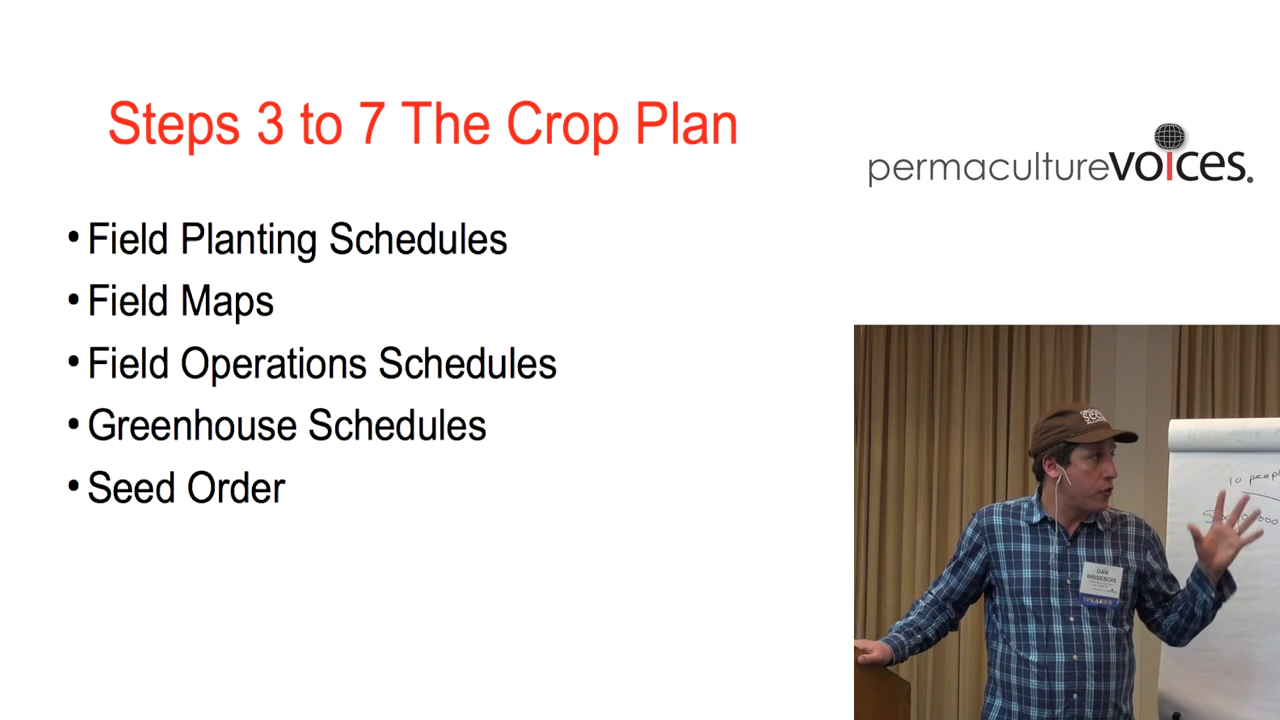 Steps 3 to 7 The Crop Plan
permaculturevoices.
• Field Planting Schedules
• Field Maps
• Field Operations Schedules
• Greenhouse Schedules
• Seed Order
10
DAN
BRISEBOIS
SPEAKER